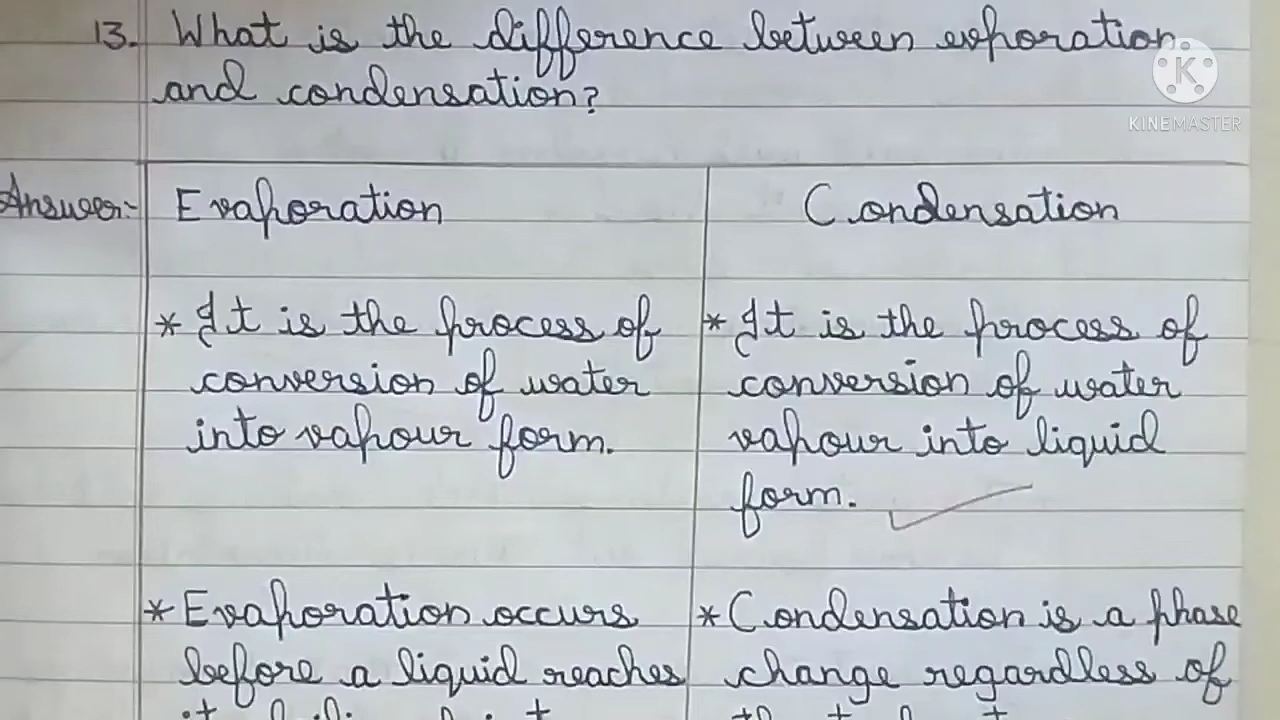 13. What is the difference between evporation
and condensation?
KINEMASTER
Answer:- Evaporation Condensation
* It is the process of
conversion of water
into vapour form.
* It is the process of
conversion of water
vapour into liquid
form.
* Evaporation occurs
before a liquid reaches
* Condensation is a phase
change regardless of